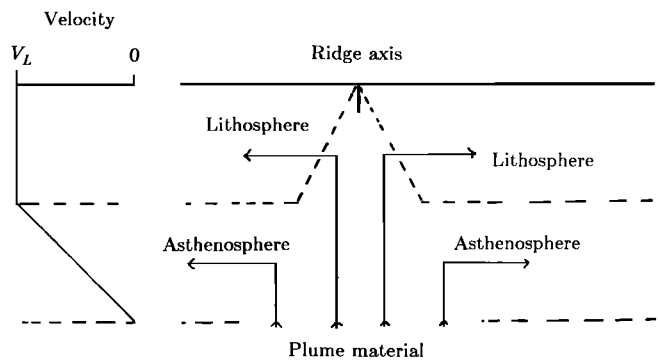 Velocity
V_L 0
Ridge axis
Lithosphere
Lithosphere
Asthenosphere
Asthenosphere
Plume material